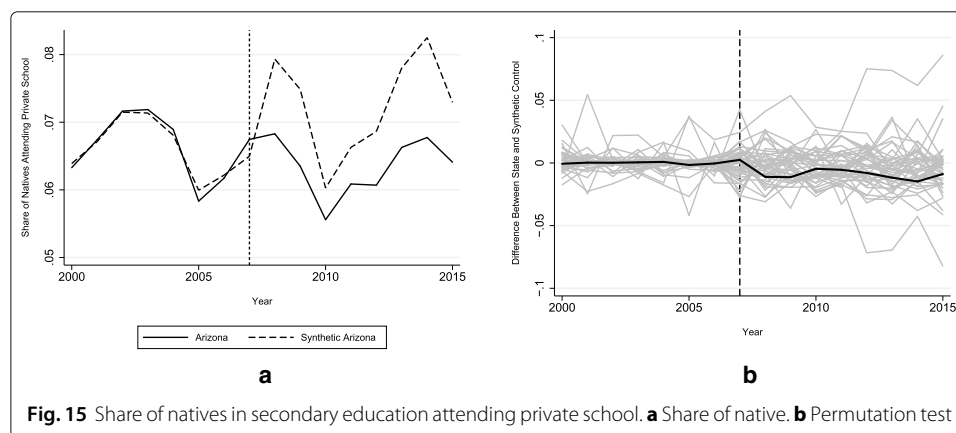 Share of Natives Attending Private School
.08
.07
.06
.05
2000
2005
2010
2015
Year
Arizona
Synthetic Arizona
a
Difference Between State and Synthetic Control
.1
.05
0
-.05
-.1
2000
2005
2010
2015
Year
b
Fig. 15 Share of natives in secondary education attending private school. a Share of native. b Permutation test